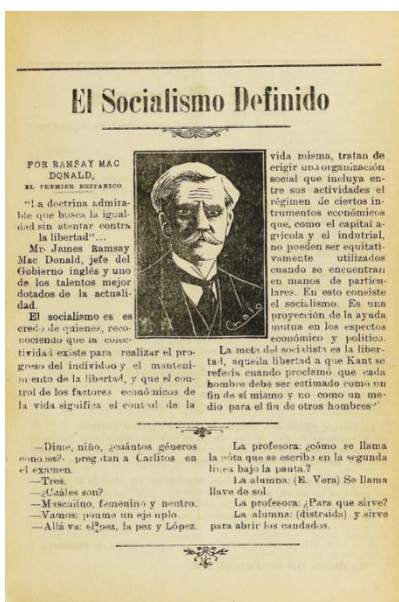 El Socialismo Definido
POR RAMSAY MAC
DONALD,
EL PREMIER BRITANICO
"La doctrina admira-
ble que busca la igual-
dad sin atentar contra
la libertad"...
Mr. James Ramsay
Mac Donald, jefe del
Gobierno inglés y uno
de los talentos mejor
dotados de la actuali-
dad.
El socialismo es es
credo de quienes, reco-
nociendo que la colec-
tividad existe para realizar el pro-
greso del individuo y el manteni-
miento de la libertad, y que el con-
trol de los factores económicos de
la vida significa el control de la
vida misma, tratan de
erigir una organización
social que incluya en-
tre sus actividades el
régimen de ciertos in-
trumentos económicos
que, como el capital a-
grícola y el indutrial,
no pueden ser equitati-
vamente utilizados
cuando se encuentran
en manos de particu-
lares. En esto consiste
el socialismo. Es una
proyección de la ayuda
mutua en los espectos
económico y político.
La meta del socialista es la liber-
tad, aquella libertad a que Kant se
refería cuando proclamó que cada
hombre debe ser estimado como un
fin de sí mismo y no como un me-
dio para el fin de otros hombres"
—Dime, niño, ¿cuántos géneros
conoses?- pregntan a Carlitos en
el examen.
—Tres.
—¿Cuáles son?
—Masculino, femenino y neutro.
—Vamos: ponme un ejemplo.
—Allá va: el pez, la pez y López.
La profesora: ¿cómo se llama
la nota que se escribe en la segunda
línea bajo la pauta.?
La alumna: (E. Vera) Se llama
llave de sol.
La profesora: ¿Para que sirve?
La alumna: (distraida) y sirve
para abrir los candados.